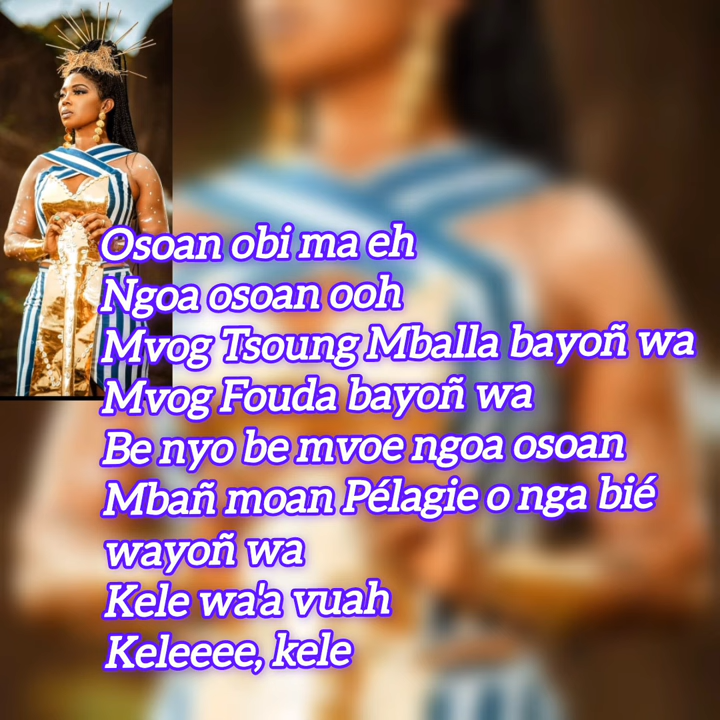 Osoan obi ma eh
Ngoa osoan ooh
Mvog Tsoung Mballa bayoñ wa
Mvog Fouda bayoñ wa
Be nyo be mvoe ngoa osoan
Mbañ moan Pélagie o nga bié
wayoñ wa
Kele wa'a vuah
Keleeee, kele